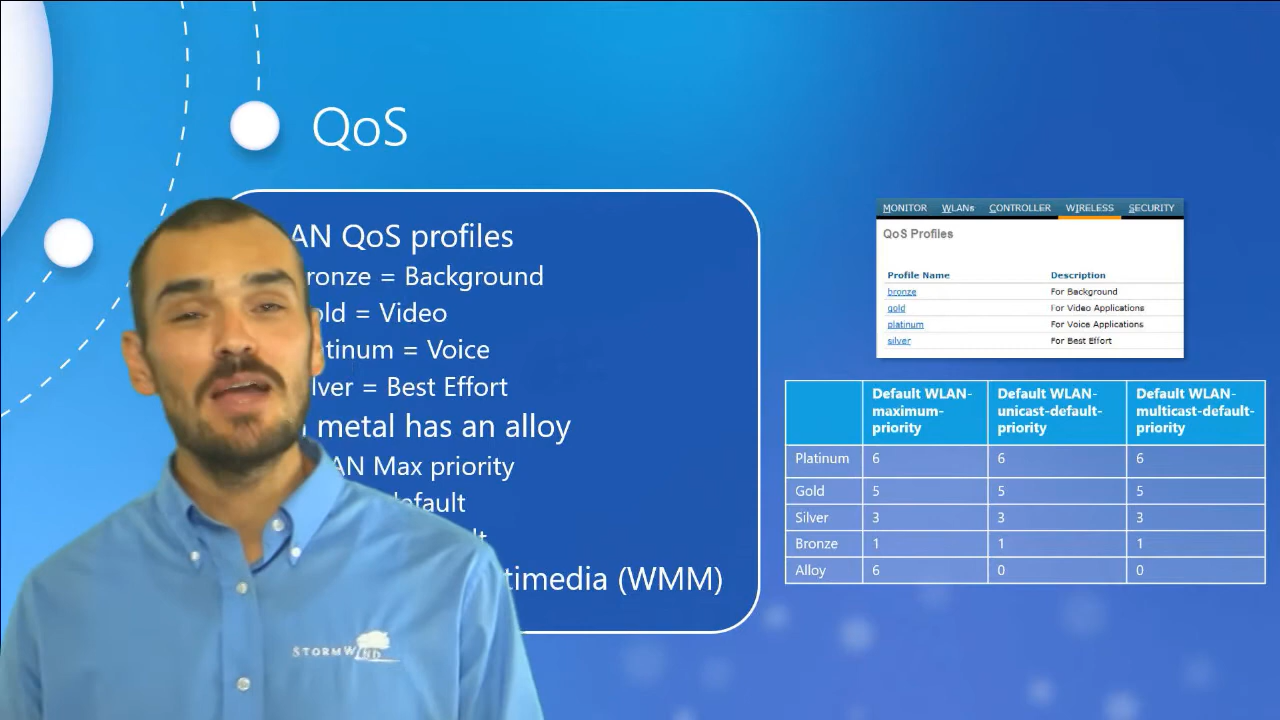 QoS
AN QoS profiles
ronze = Background
old = Video
tinum = Voice
lver = Best Effort
metal has an alloy
AN Max priority
efault
lt
timedia (WMM)
STORMWIND
MONITOR WLANs CONTROLLER WIRELESS SECURITY
QoS Profiles
Profile Name Description
bronze For Background
gold For Video Applications
platinum For Voice Applications
silver For Best Effort
Default WLAN-maximum-priority Default WLAN-unicast-default-priority Default WLAN-multicast-default-priority
Platinum 6 6 6
Gold 5 5 5
Silver 3 3 3
Bronze 1 1 1
Alloy 6 0 0